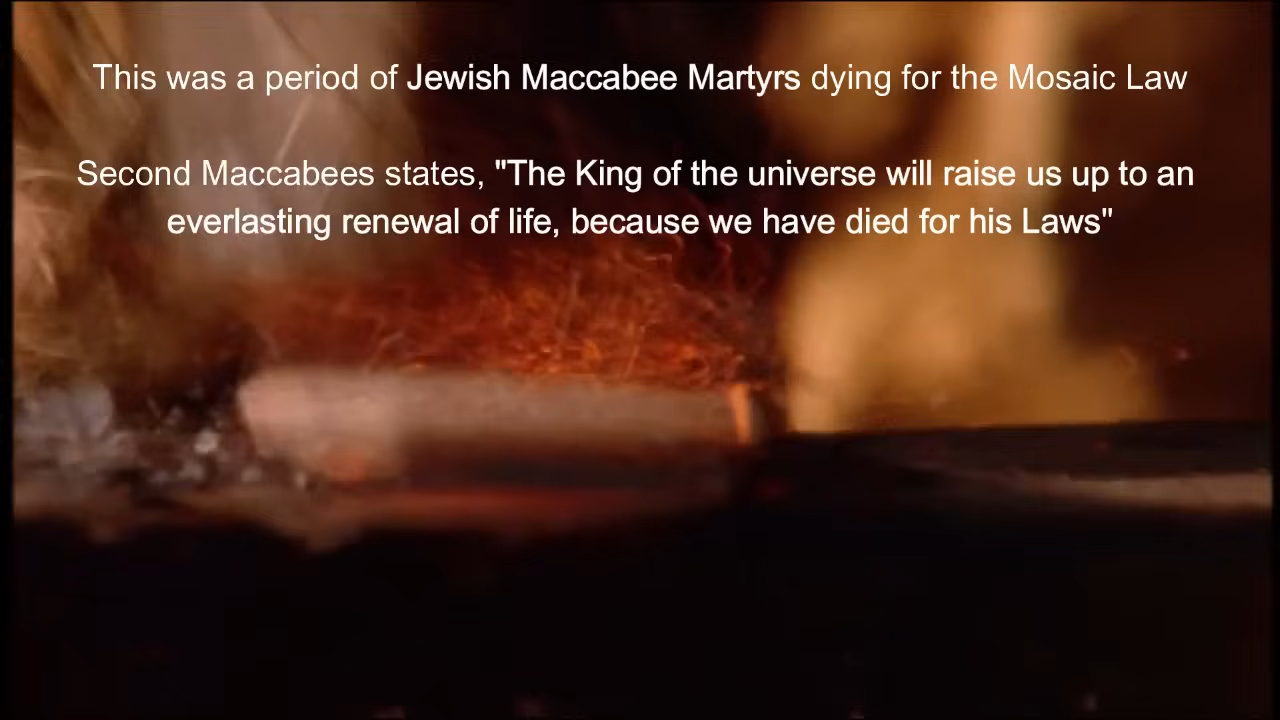 This was a period of Jewish Maccabee Martyrs dying for the Mosaic Law
Second Maccabees states, "The King of the universe will raise us up to an
everlasting renewal of life, because we have died for his Laws"